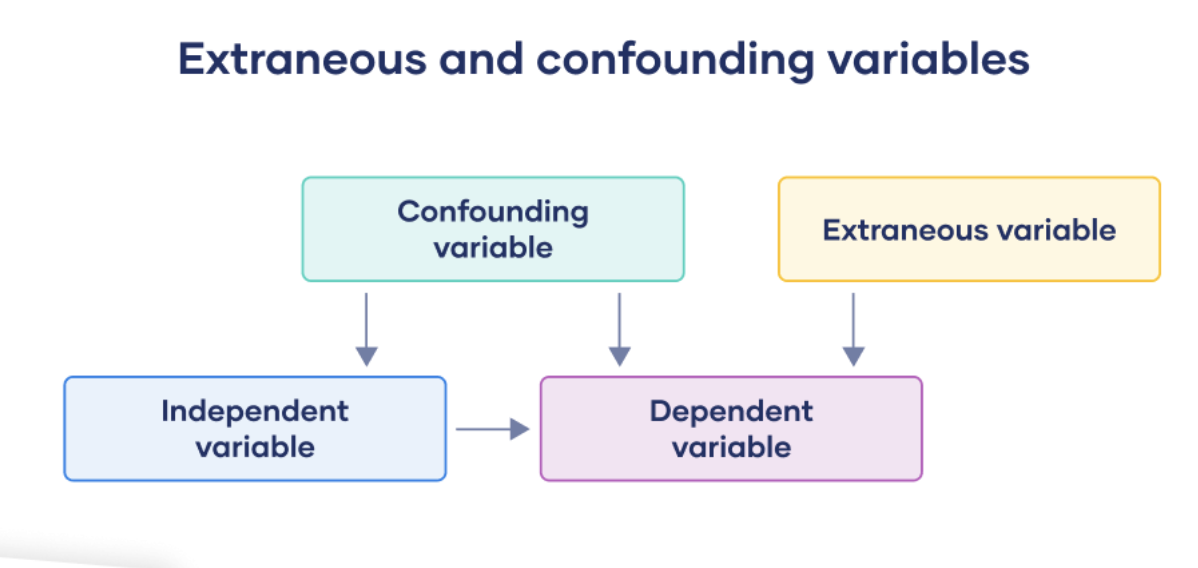 Extraneous and confounding variables
Confounding
variable
Extraneous variable
Independent
variable
Dependent
variable